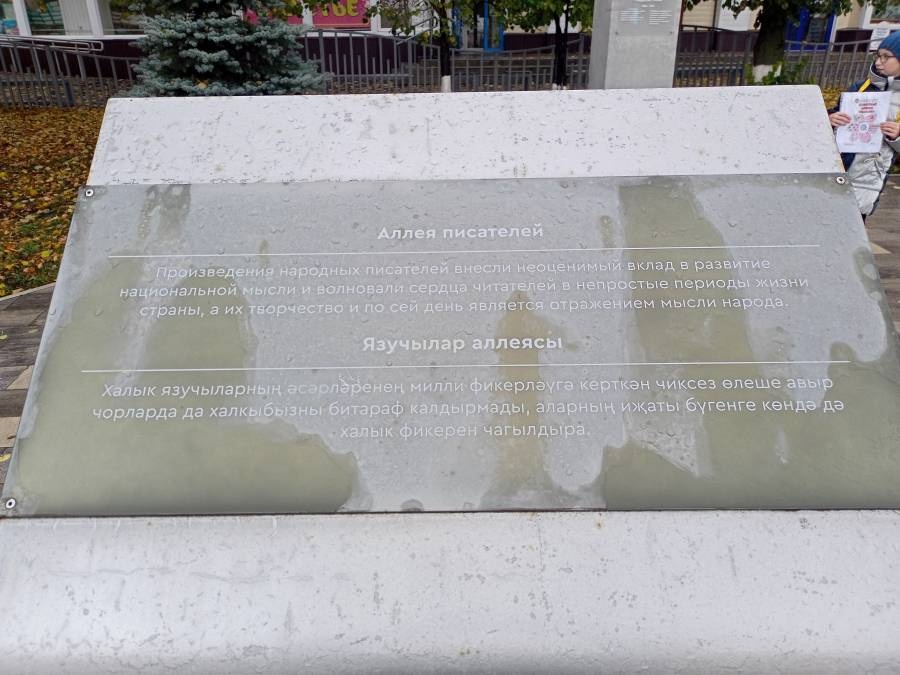 Аллея писателей
Произведения народных писателей внесли неоценимый вклад в развитие
национальной мысли и волновали сердца читателей в непростые периоды жизни
страны, а их творчество и по сей день является отражением мысли народа.
Язучылар аллеясы
Халык язучыларның әсәрләренең милли фикерләүгә керткән чиксез өлеше авыр
чорларда да халкыбызны битараф калдырмады, аларның иҗаты бүгенге көндә дә
халык фикерен чагылдыра.